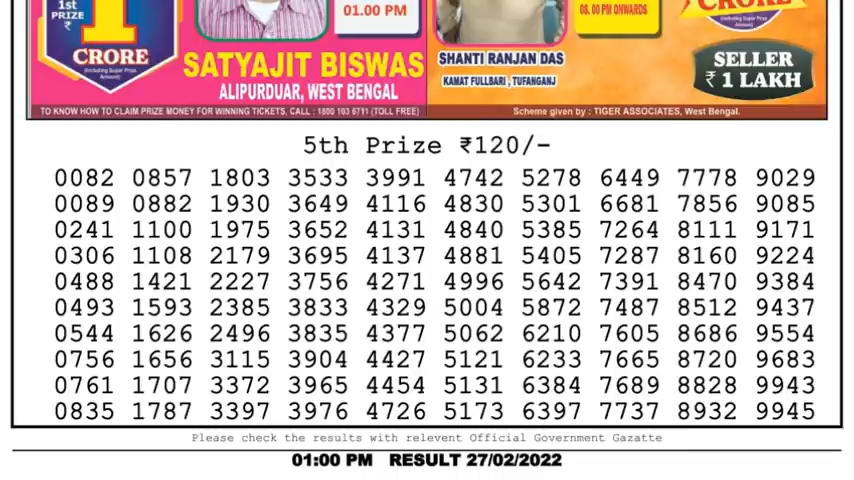 1st
PRIZE
₹
1
CRORE
(Including Super Prize
Amount)
01.00 PM
SATYAJIT BISWAS
ALIPURDUAR, WEST BENGAL
08.00 PM ONWARDS
SHANTI RANJAN DAS
KAMAT FULLBARI, TUFANGANJ
CRORE
(Including Super Prize
Amount)
SELLER
₹ 1 LAKH
TO KNOW HOW TO CLAIM PRIZE MONEY FOR WINNING TICKETS, CALL : 1800 103 6711 (TOLL FREE)
Scheme given by : TIGER ASSOCIATES, West Bengal.
5th Prize ₹120/-
0082 0857 1803 3533 3991 4742 5278 6449 7778 9029
0089 0882 1930 3649 4116 4830 5301 6681 7856 9085
0241 1100 1975 3652 4131 4840 5385 7264 8111 9171
0306 1108 2179 3695 4137 4881 5405 7287 8160 9224
0488 1421 2227 3756 4271 4996 5642 7391 8470 9384
0493 1593 2385 3833 4329 5004 5872 7487 8512 9437
0544 1626 2496 3835 4377 5062 6210 7605 8686 9554
0756 1656 3115 3904 4427 5121 6233 7665 8720 9683
0761 1707 3372 3965 4454 5131 6384 7689 8828 9943
0835 1787 3397 3976 4726 5173 6397 7737 8932 9945
Please check the results with relevent Official Government Gazatte
01:00 PM RESULT 27/02/2022